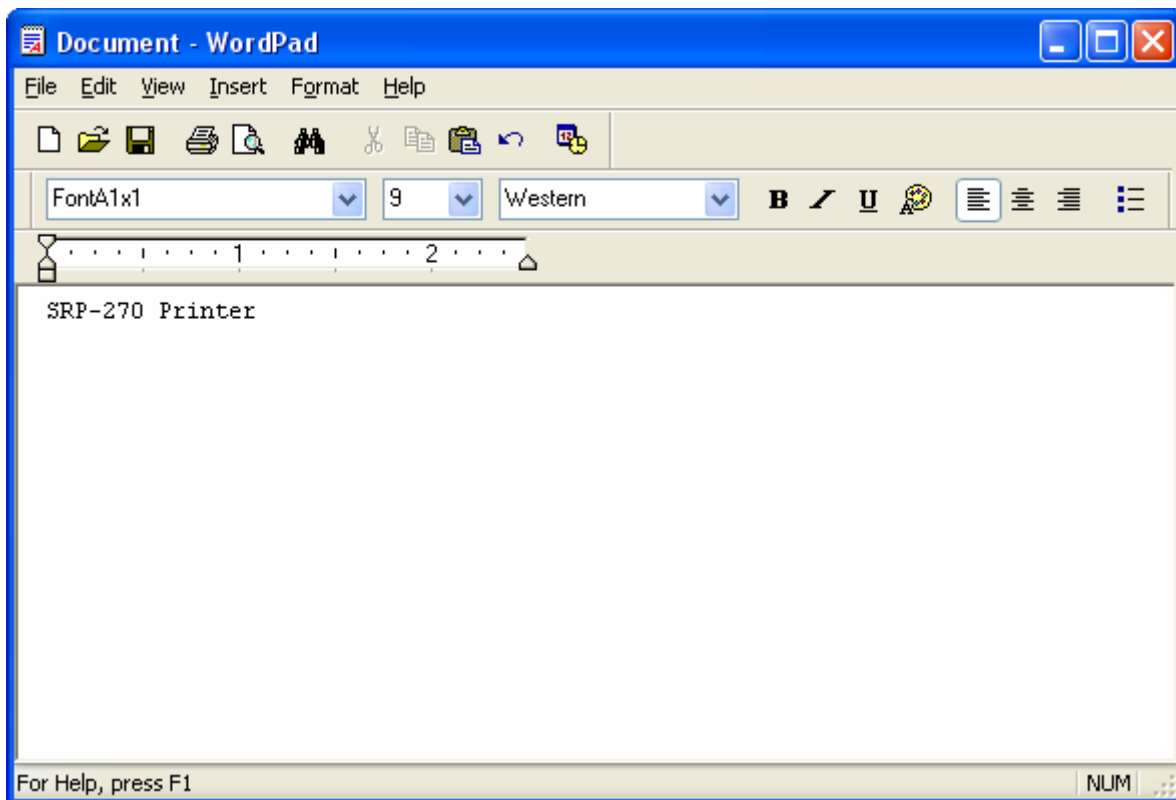 Document - WordPad
File Edit View Insert Format Help
FontA1x1 9 Western B / U A
1 2
SRP-270 Printer
For Help, press F1 NUM